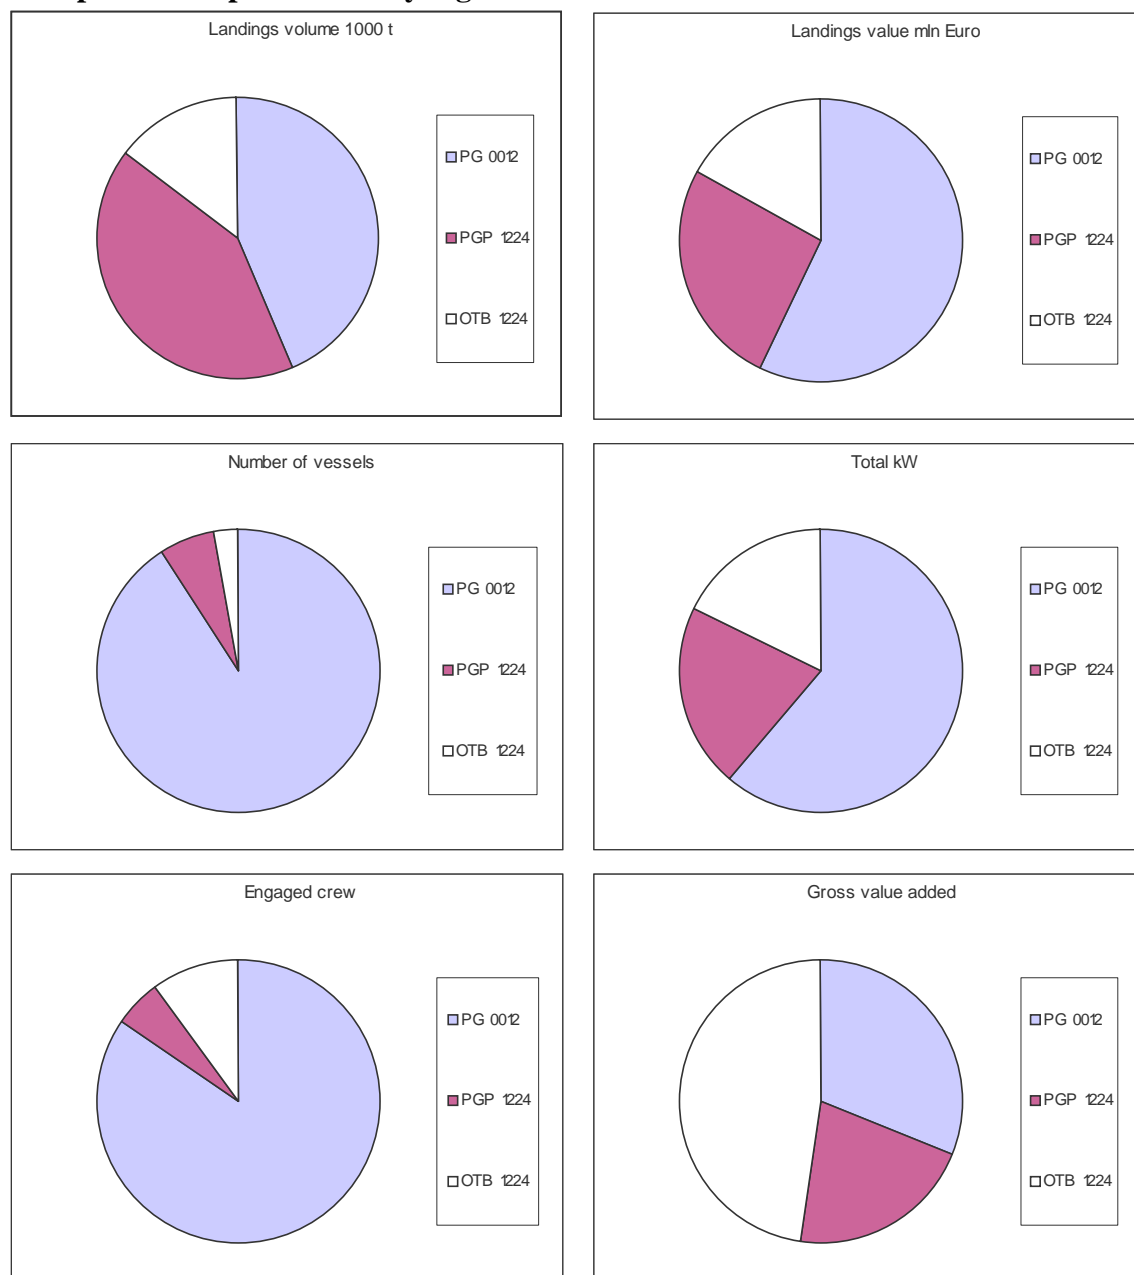 Landings volume 1000 t
PG 0012
PGP 1224
OTB 1224
Landings value mln Euro
PG 0012
PGP 1224
OTB 1224
Number of vessels
PG 0012
PGP 1224
OTB 1224
Total kW
PG 0012
PGP 1224
OTB 1224
Engaged crew
PG 0012
PGP 1224
OTB 1224
Gross value added
PG 0012
PGP 1224
OTB 1224